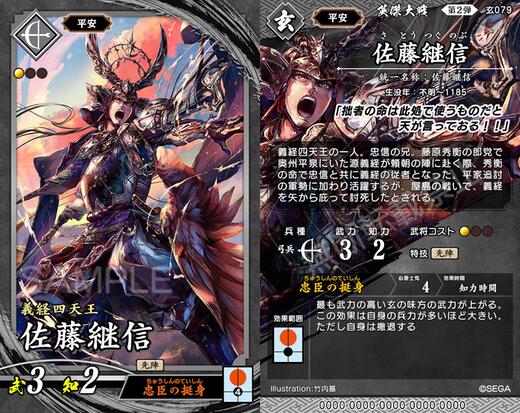 平安
SAMPLE
義経四天王
佐藤継信
先陣
武3 知2
ちゅうしんのていしん
忠臣の挺身
4
玄
平安
英傑大戦
第2弾
玄079
さとうつぐのぶ
佐藤継信
統一名称:佐藤継信
生没年:不明～1185
「拙者の命は此処で使うものだと
天が言っておる!!」
義経四天王の一人。忠信の兄。藤原秀衡の郎党で
奥州平泉にいた源義経が頼朝の陣に赴く際、秀衡
の命で忠信と共に義経の従者となった。平家追討
の軍勢に加わり活躍するが、屋島の戦いで、義経
を矢から庇って討死したとされる。
兵種 武力 知力 武将コスト
弓兵 3 2 特技 先陣
ちゅうしんのていしん 必要士気 効果時間
忠臣の挺身 4 知力時間
効果範囲
最も武力の高い玄の味方の武力が上がる。
この効果は自身の兵力が多いほど大きい。
ただし自身は撤退する
Illustration:竹内基
©SEGA
0000 0000 0000 0000 0000